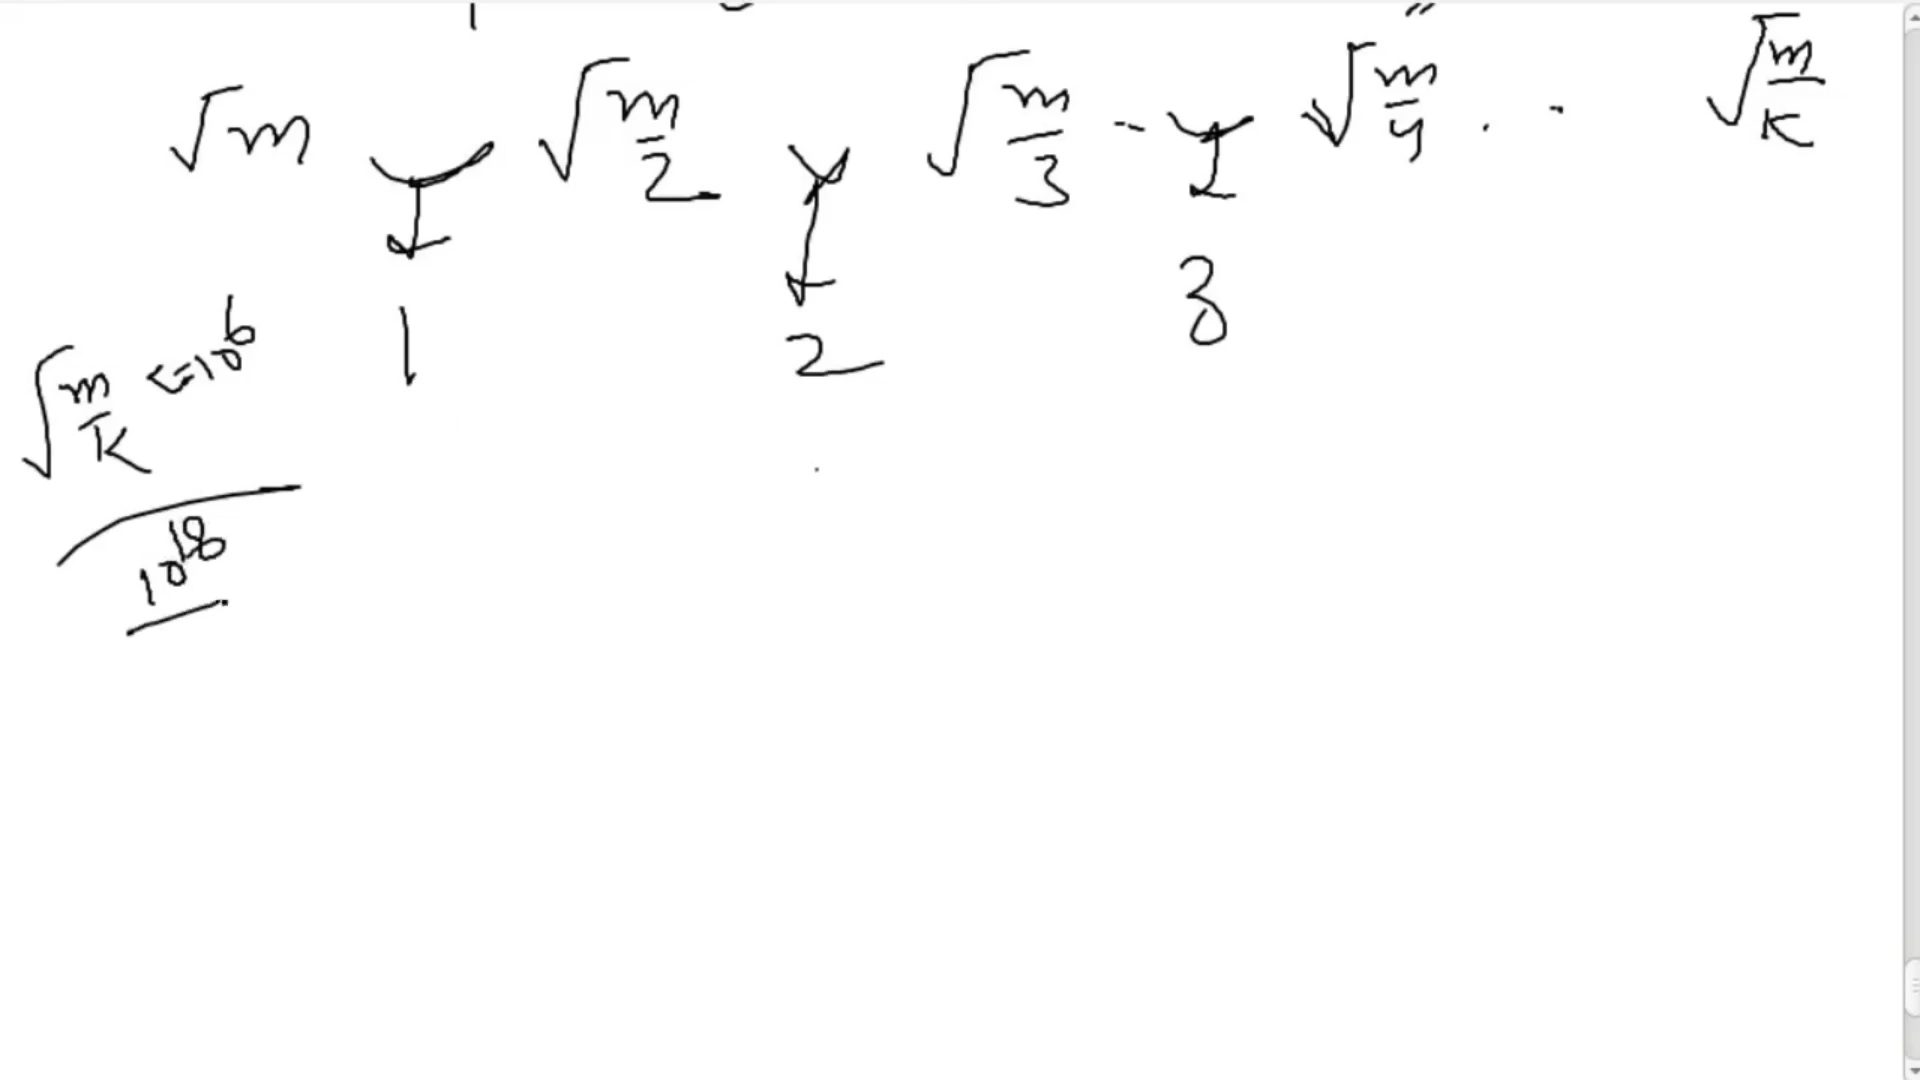 √m √m/2 √m/3 -- √m/4 . . √m/K
1 2 3
√m/K <=10^6
10^18